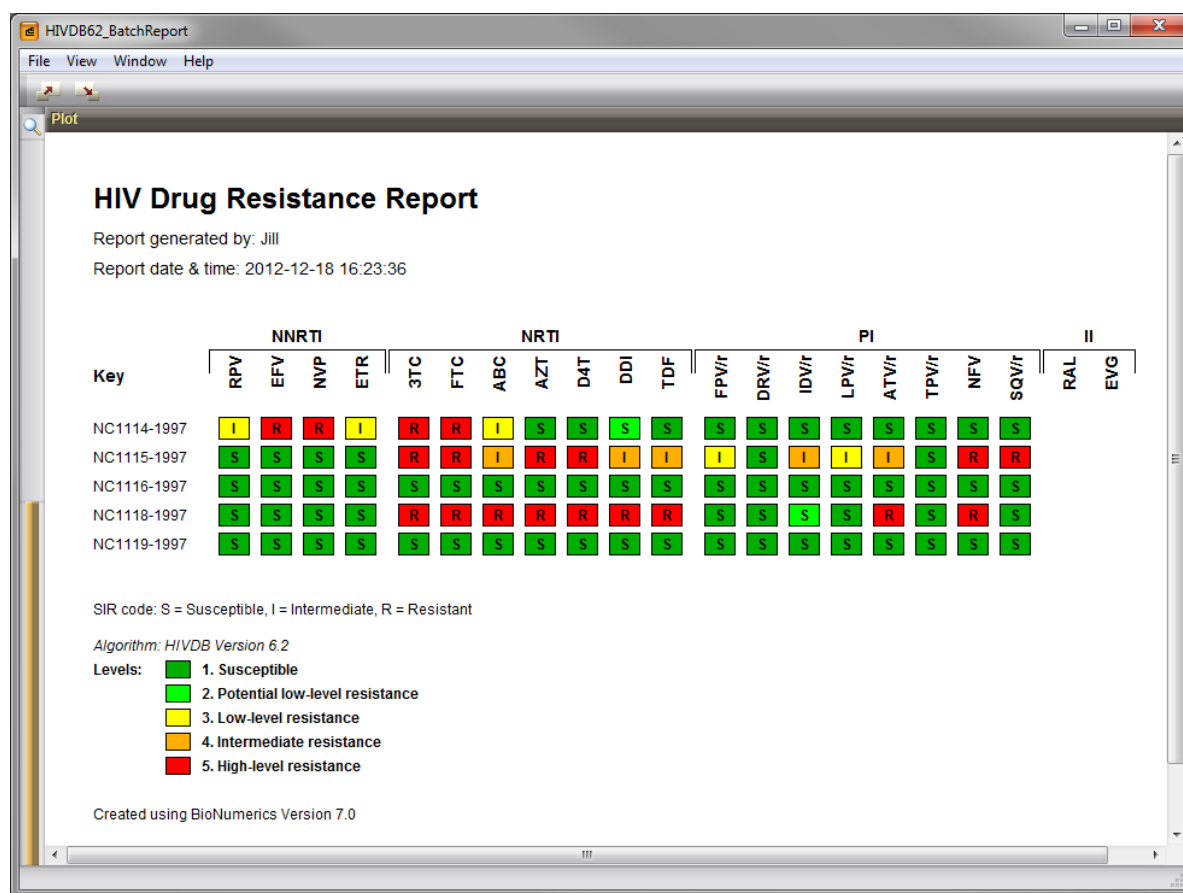 HIVDB62_BatchReport
File View Window Help
Plot
HIV Drug Resistance Report
Report generated by: Jill
Report date & time: 2012-12-18 16:23:36
NNRTI NRTI PI II
Key RPV EFV NVP ETR 3TC FTC ABC AZT D4T DDI TDF FPV/r DRV/r IDV/r LPV/r ATV/r TPV/r NFV SQV/r RAL EVG
NC1114-1997 I R R I R R I S S S S S S S S S S S S
NC1115-1997 S S S S R R I R R I I I S I I I S R R
NC1116-1997 S S S S S S S S S S S S S S S S S S S
NC1118-1997 S S S S R R R R R R R S S S S R S R S
NC1119-1997 S S S S S S S S S S S S S S S S S S S
SIR code: S = Susceptible, I = Intermediate, R = Resistant
Algorithm: HIVDB Version 6.2
Levels: 1. Susceptible
2. Potential low-level resistance
3. Low-level resistance
4. Intermediate resistance
5. High-level resistance
Created using BioNumerics Version 7.0